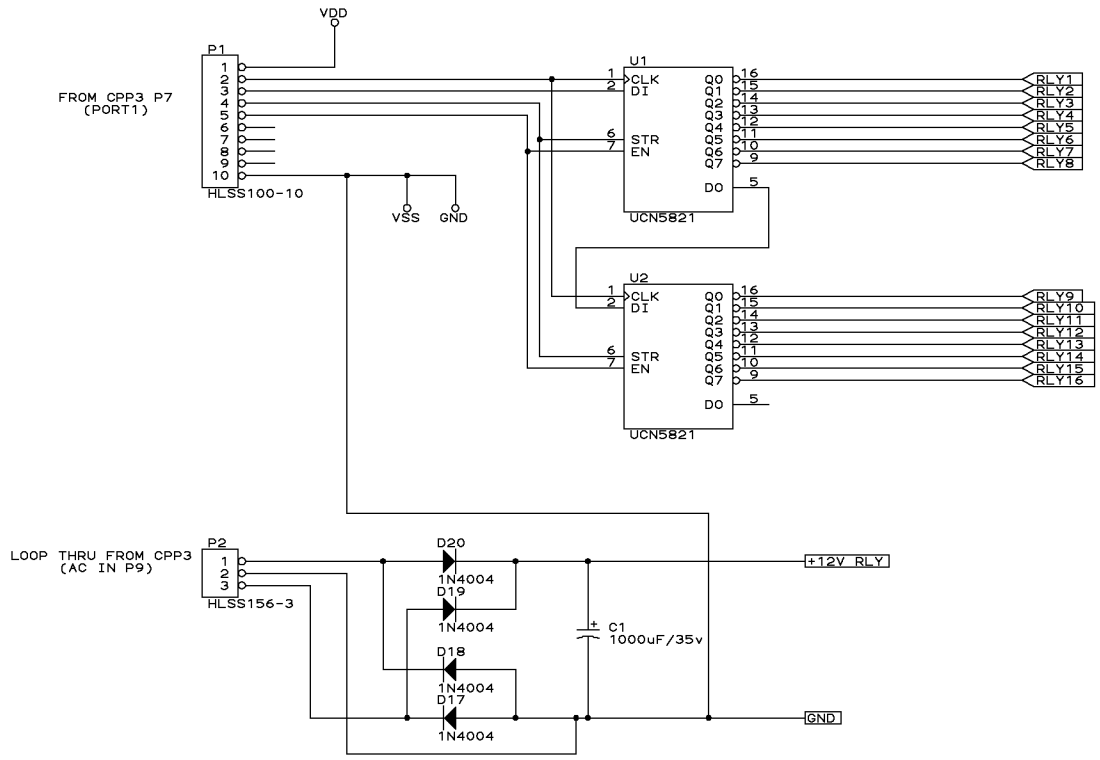 VDD
P1
1
2
3
4
5
6
7
8
9
10
HLSS100-10
FROM CPP3 P7
(PORT1)
VSS
GND
U1
1 CLK
2 DI
6 STR
7 EN
Q0 16 RLY1
Q1 15 RLY2
Q2 14 RLY3
Q3 13 RLY4
Q4 12 RLY5
Q5 11 RLY6
Q6 10 RLY7
Q7 9 RLY8
DO 5
UCN5821
U2
1 CLK
2 DI
6 STR
7 EN
Q0 16 RLY9
Q1 15 RLY10
Q2 14 RLY11
Q3 13 RLY12
Q4 12 RLY13
Q5 11 RLY14
Q6 10 RLY15
Q7 9 RLY16
DO 5
UCN5821
LOOP THRU FROM CPP3
(AC IN P9)
P2
1
2
3
HLSS156-3
D20
1N4004
D19
1N4004
D18
1N4004
D17
1N4004
+
C1
1000uF/35v
+12V RLY
GND